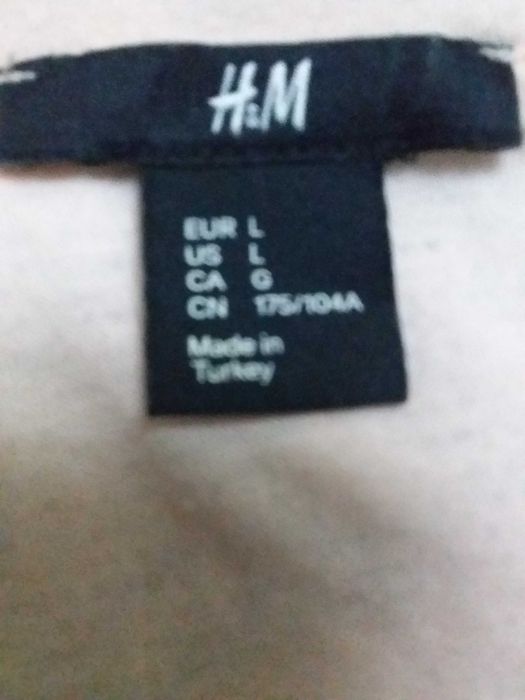 H&M
EUR L
US L
CA G
CN 175/104A
Made in
Turkey